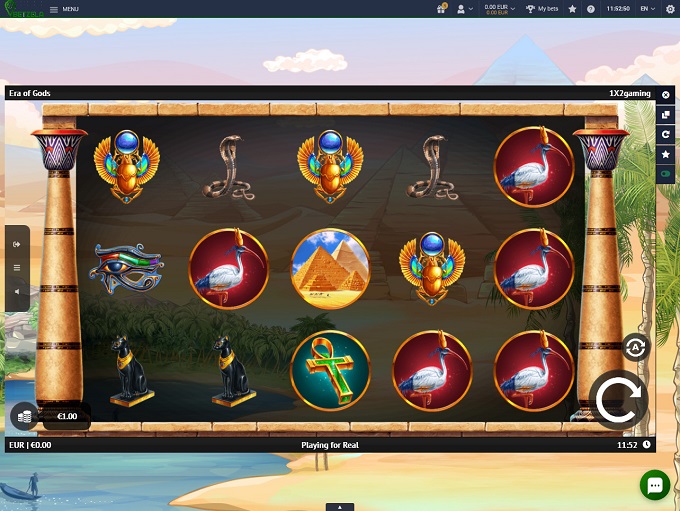 MENU
0.00 EUR
0.00 EUR
My bets
11:52:50
EN
Era of Gods
1X2gaming
A
€1.00
EUR | €0.00
Playing for Real
11:52